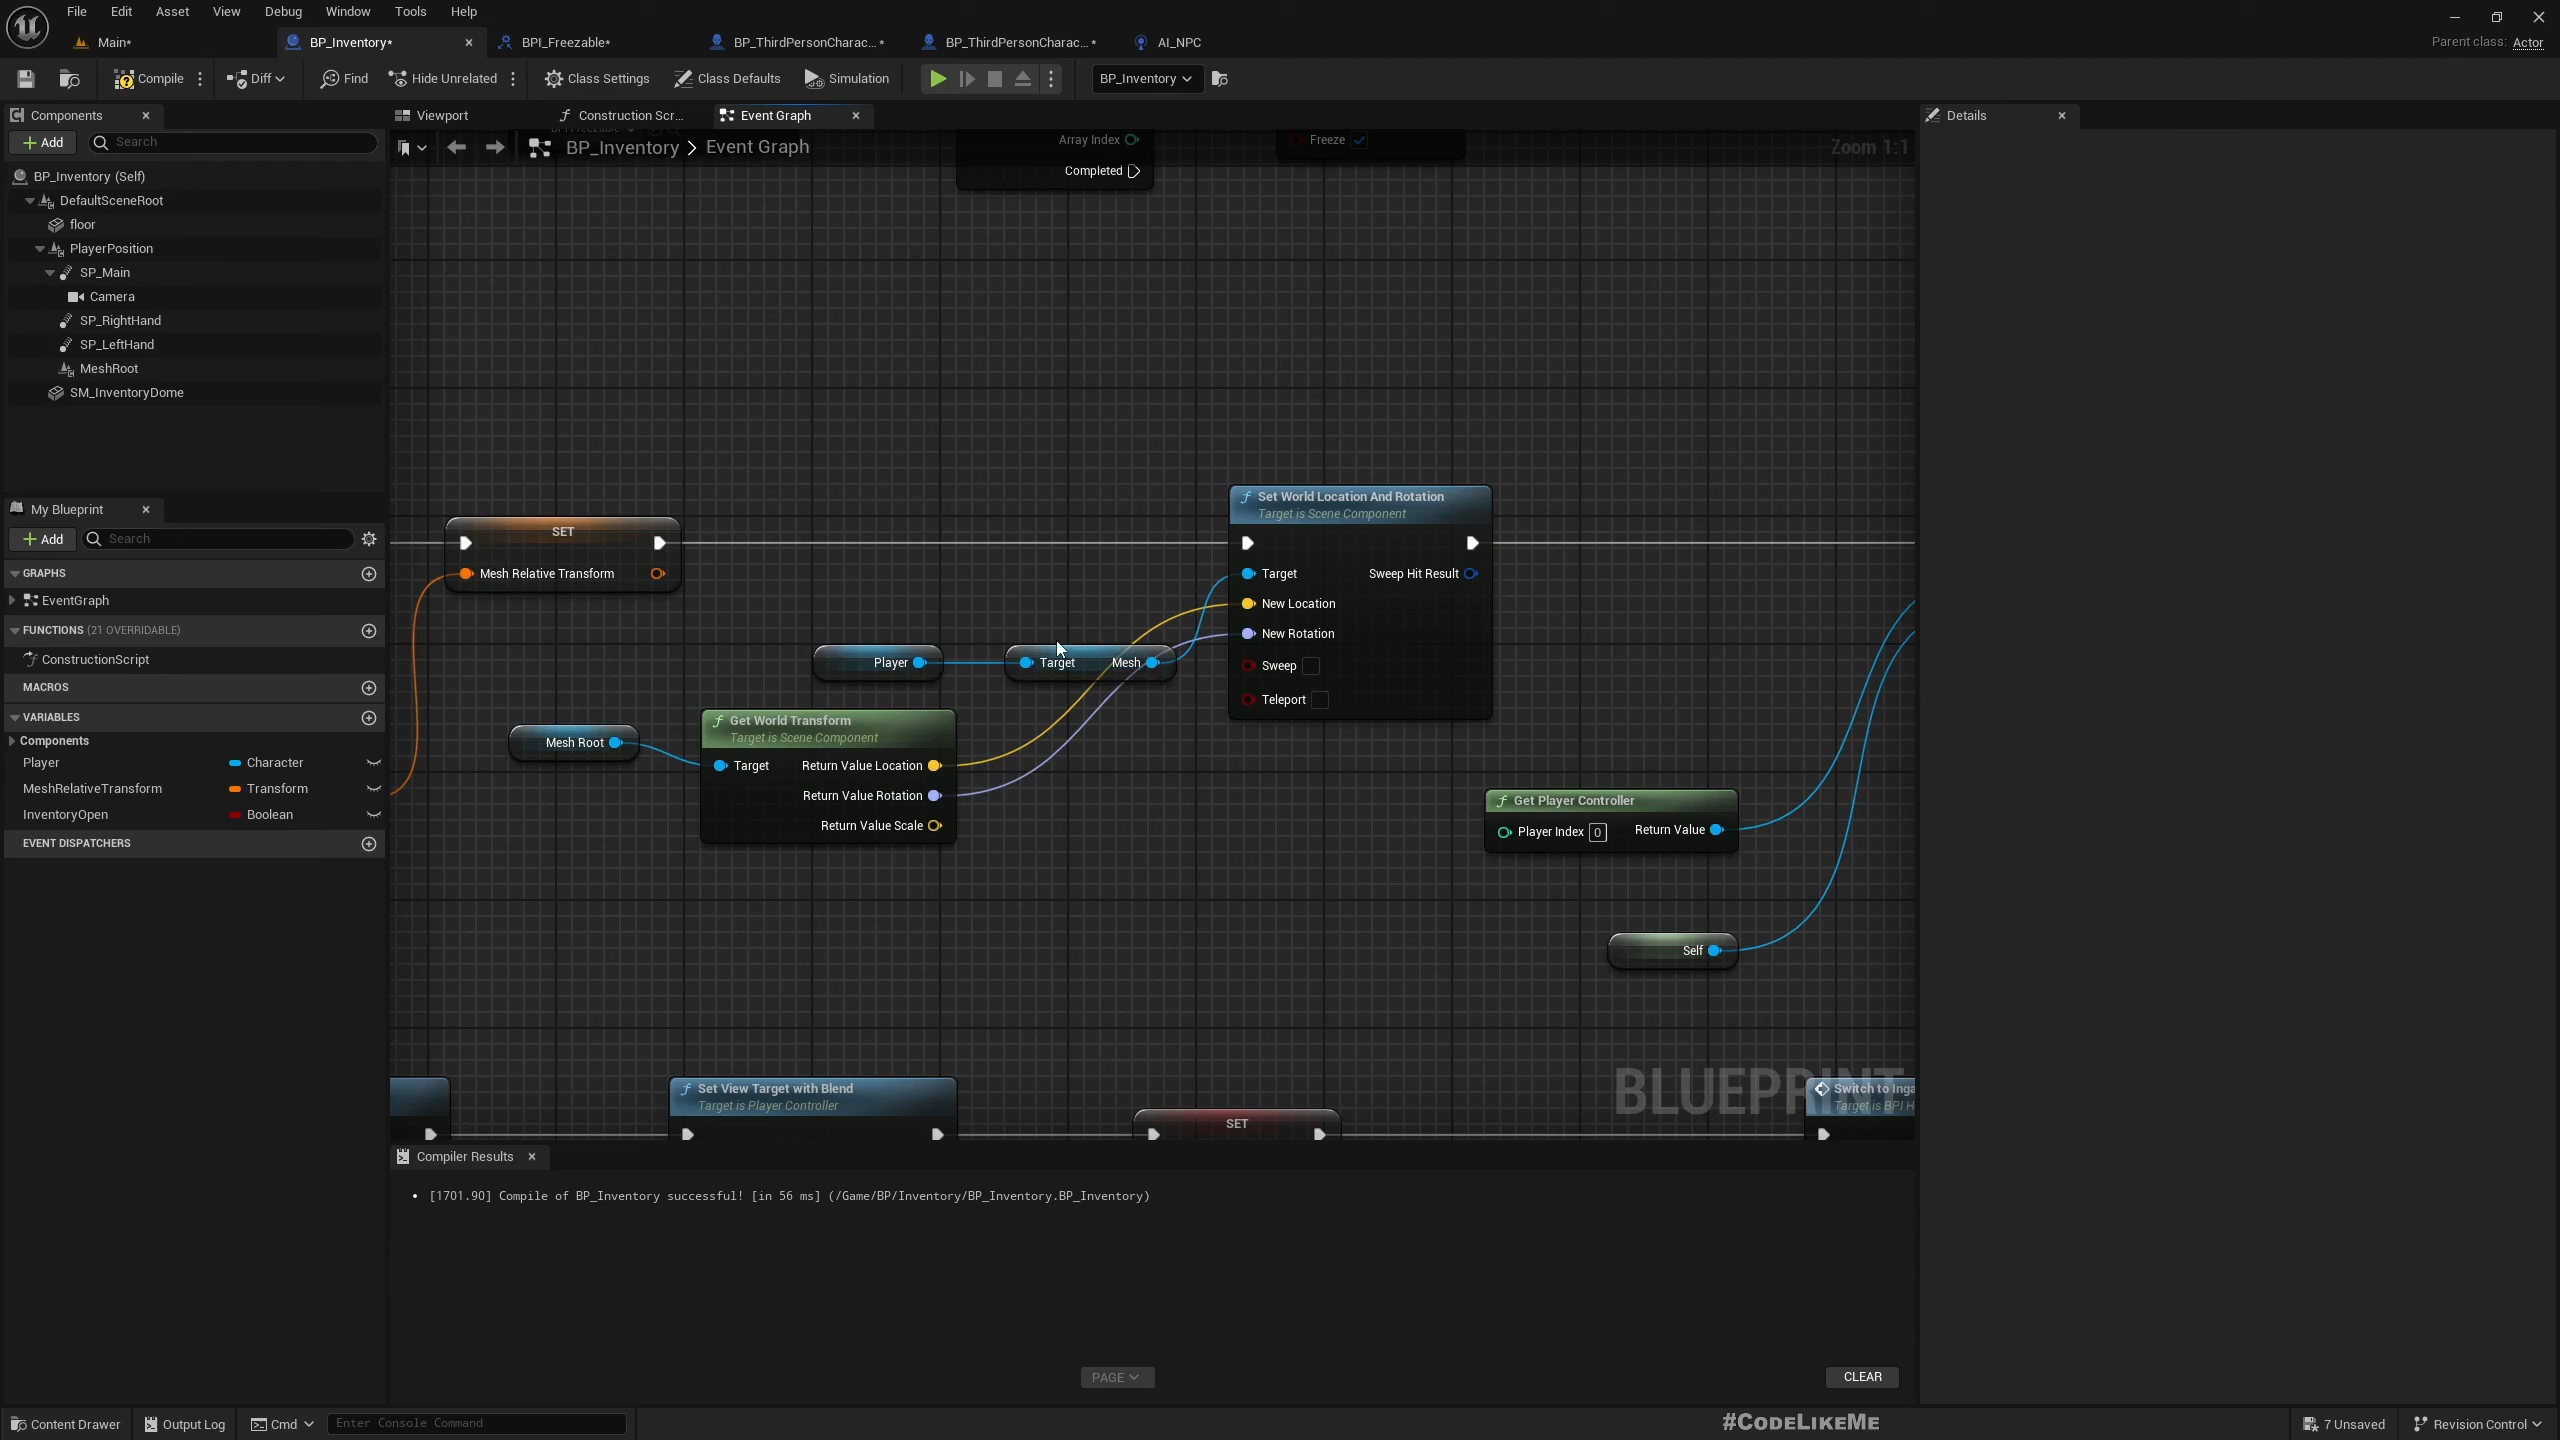 File Edit View Asset Debug Window Tools Help
Main* BP_Inventory* BPI_Freezable* BP_ThirdPersonCharac...* BP_ThirdPersonCharac...* AI_NPC
Parent class: Actor
Compile Diff Find Hide Unrelated Class Settings Class Defaults Simulation BP_Inventory
Components
Viewport Construction Scr... Event Graph
Details
Add Search
BP_Inventory > Event Graph
Zoom 1:1
Array Index
Freeze
Completed
BP_Inventory (Self)
DefaultSceneRoot
floor
PlayerPosition
SP_Main
Camera
SP_RightHand
SP_LeftHand
MeshRoot
SM_InventoryDome
My Blueprint
Add Search
GRAPHS
EventGraph
FUNCTIONS (21 OVERRIDABLE)
ConstructionScript
MACROS
VARIABLES
Components
Player Character
MeshRelativeTransform Transform
InventoryOpen Boolean
EVENT DISPATCHERS
SET
Mesh Relative Transform
Set World Location And Rotation
Target is Scene Component
Target Sweep Hit Result
New Location
New Rotation
Sweep
Teleport
Player
Target Mesh
Mesh Root
Get World Transform
Target is Scene Component
Target Return Value Location
Return Value Rotation
Return Value Scale
Get Player Controller
Player Index 0 Return Value
Self
BLUEPRINT
Set View Target with Blend
Target is Player Controller
SET
Switch to Inga
Target is BPI H
Compiler Results
• [1701.90] Compile of BP_Inventory successful! [in 56 ms] (/Game/BP/Inventory/BP_Inventory.BP_Inventory)
PAGE
CLEAR
Content Drawer Output Log Cmd Enter Console Command
#CODELIKEME
7 Unsaved Revision Control